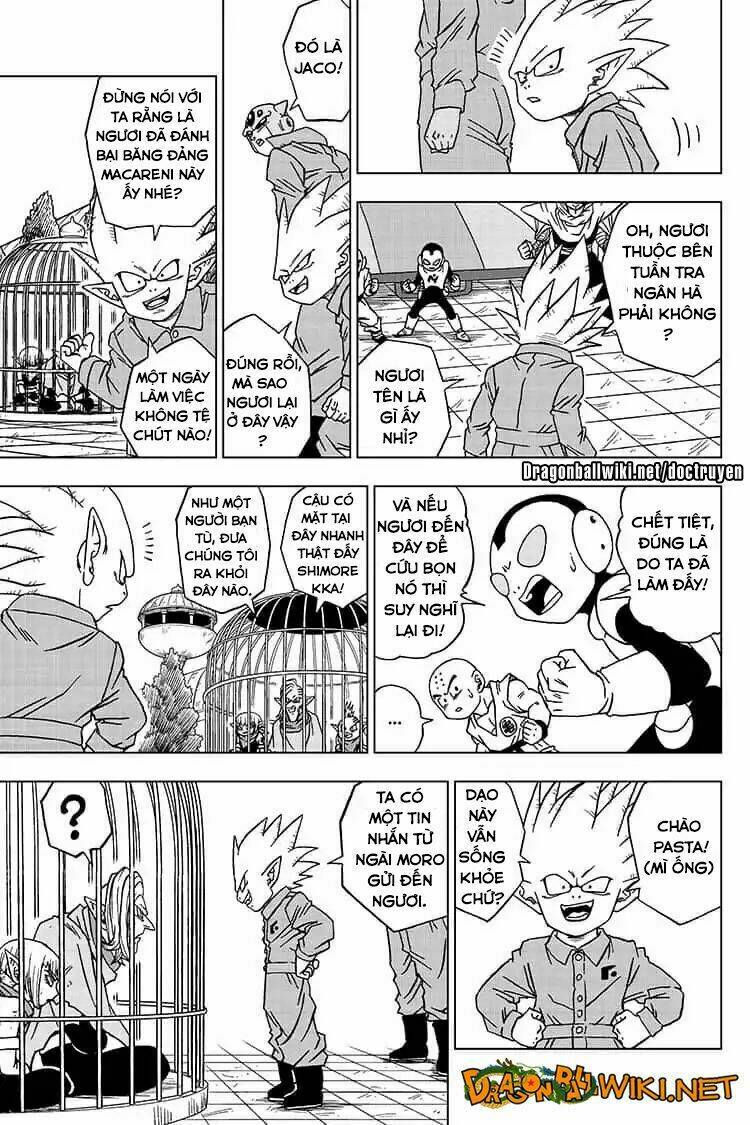 OH, NGƯƠI
THUỘC BÊN
TUẦN TRA
NGÂN HÀ
PHẢI KHÔNG
?
NGƯƠI
TÊN LÀ
GÌ ẤY
NHỈ?
Dragonballwiki.net/doctruyen
ĐÓ LÀ
JACO!
ĐÚNG RỒI,
MÀ SAO
NGƯƠI LẠI
Ở ĐÂY VẬY
?
ĐỪNG NÓI VỚI
TA RẰNG LÀ
NGƯƠI ĐÃ ĐÁNH
BẠI BĂNG ĐẢNG
MACARENI NÀY
ẤY NHÉ?
MỘT NGÀY
LÀM VIỆC
KHÔNG TỆ
CHÚT NÀO!
CHẾT TIỆT,
ĐÚNG LÀ
DO TA ĐÃ
LÀM ĐẤY!
VÀ NẾU
NGƯƠI ĐẾN
ĐÂY ĐỂ
CỨU BỌN
NÓ THÌ
SUY NGHĨ
LẠI ĐI!
...
CẬU CÓ
MẶT TẠI
ĐÂY NHANH
THẬT ĐẤY
SHIMORE
KKA!
NHƯ MỘT
NGƯỜI BẠN
TÙ, ĐƯA
CHÚNG TÔI
RA KHỎI
ĐÂY NÀO.
CHÀO
PASTA!
(MÌ ỐNG)
DẠO
NÀY
VẪN
SỐNG
KHỎE
CHỨ?
TA CÓ
MỘT TIN
NHẮN TỪ
NGÀI MORO
GỬI ĐẾN
NGƯƠI.
?
DRAGONBALLWIKI.NET